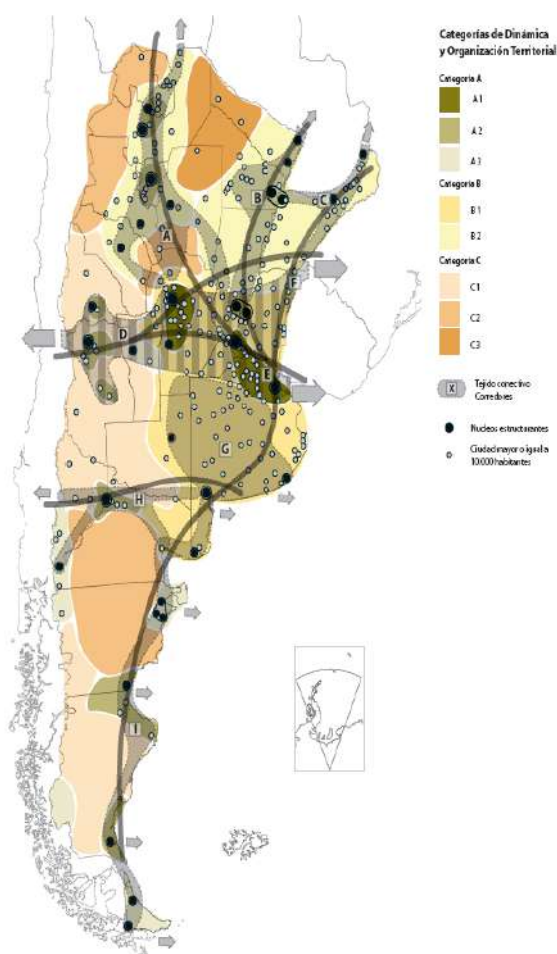 Categorías de Dinámica
y Organización Territorial
Categoría A
A1
A2
A3
Categoría B
B1
B2
Categoría C
C1
C2
C3
X
Tejido conectivo
Corredores
Nucleos estructurantes
Ciudad mayor o igual a
10.000 habitantes
A
B
C
D
E
F
G
H
I